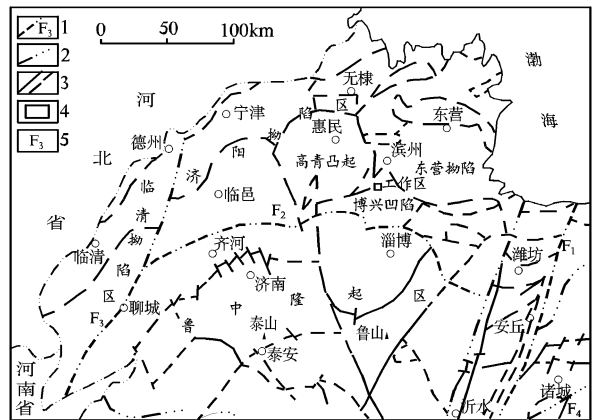 F₃ 1
2
3
4
F₃ 5
0 50 100km
渤
海
河
北
省
无棣
宁津
东营
惠民
德州
滨州
高青凸起
东营拗陷
工作区
临邑
博兴凹陷
济
阳
拗
陷
区
临
清
拗
陷
区
F₂
临清
齐河
淄博
潍坊
F₁
济南
聊城
F₃
鲁
中
隆
起
区
泰山
鲁山
安丘
泰安
诸城
沂水
F₄
河
南
省